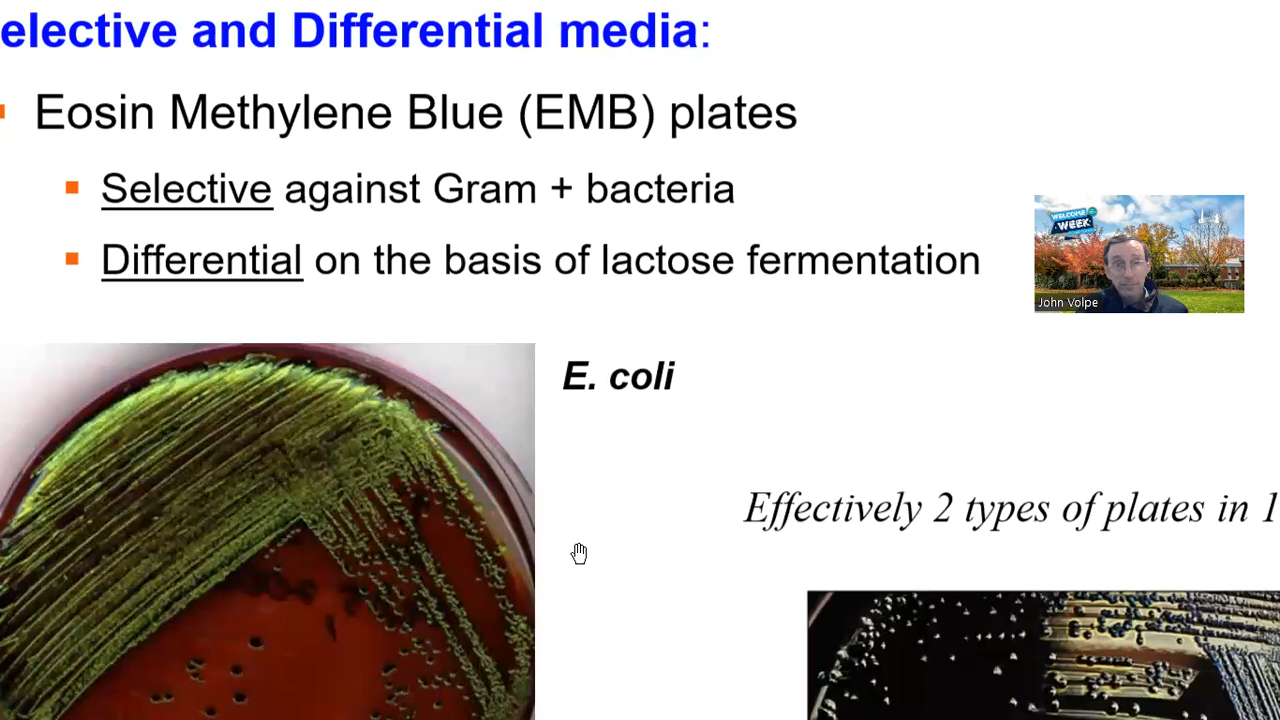 elective and Differential media:
Eosin Methylene Blue (EMB) plates
Selective against Gram + bacteria
Differential on the basis of lactose fermentation
WELCOME
WEEK
John Volpe
E. coli
Effectively 2 types of plates in 1